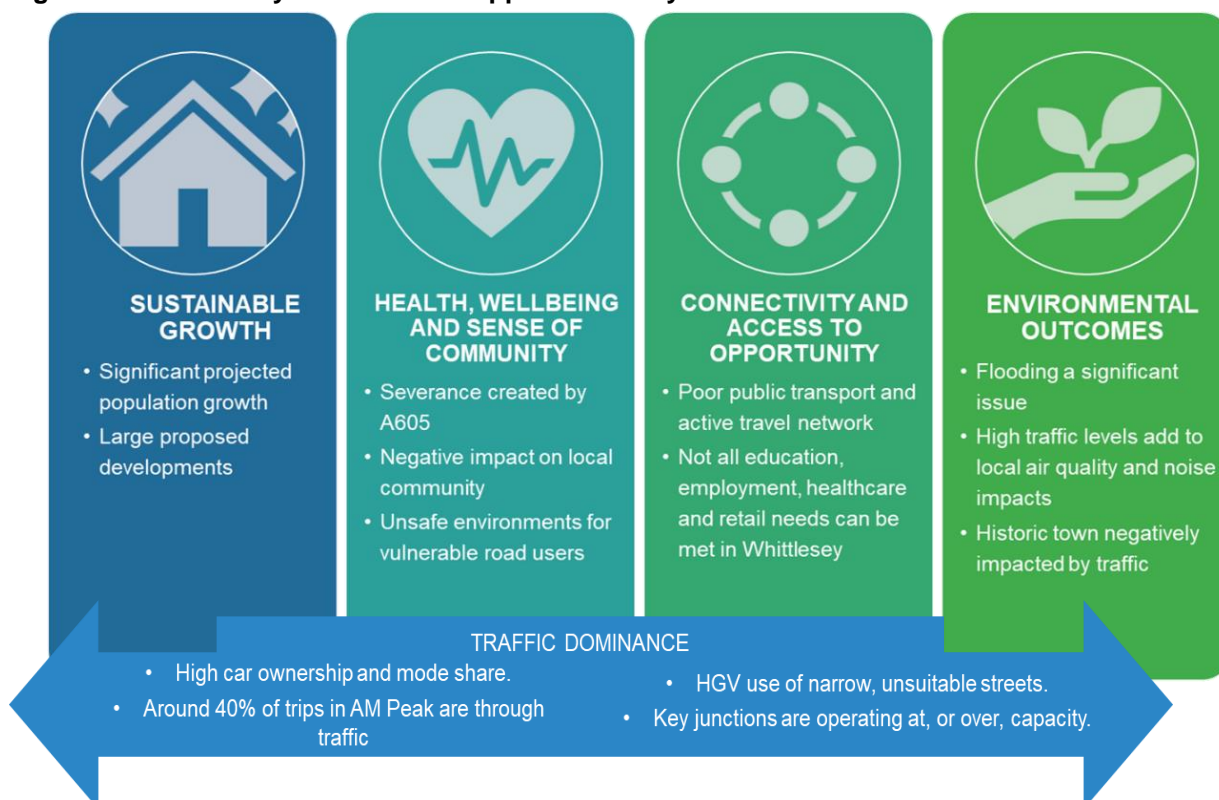 SUSTAINABLE
GROWTH
• Significant projected
population growth
• Large proposed
developments
HEALTH, WELLBEING
AND SENSE OF
COMMUNITY
• Severance created by
A605
• Negative impact on local
community
• Unsafe environments for
vulnerable road users
CONNECTIVITY AND
ACCESS TO
OPPORTUNITY
• Poor public transport and
active travel network
• Not all education,
employment, healthcare
and retail needs can be
met in Whittlesey
ENVIRONMENTAL
OUTCOMES
• Flooding a significant
issue
• High traffic levels add to
local air quality and noise
impacts
• Historic town negatively
impacted by traffic
TRAFFIC DOMINANCE
• High car ownership and mode share.
• Around 40% of trips in AM Peak are through
traffic
• HGV use of narrow, unsuitable streets.
• Key junctions are operating at, or over, capacity.